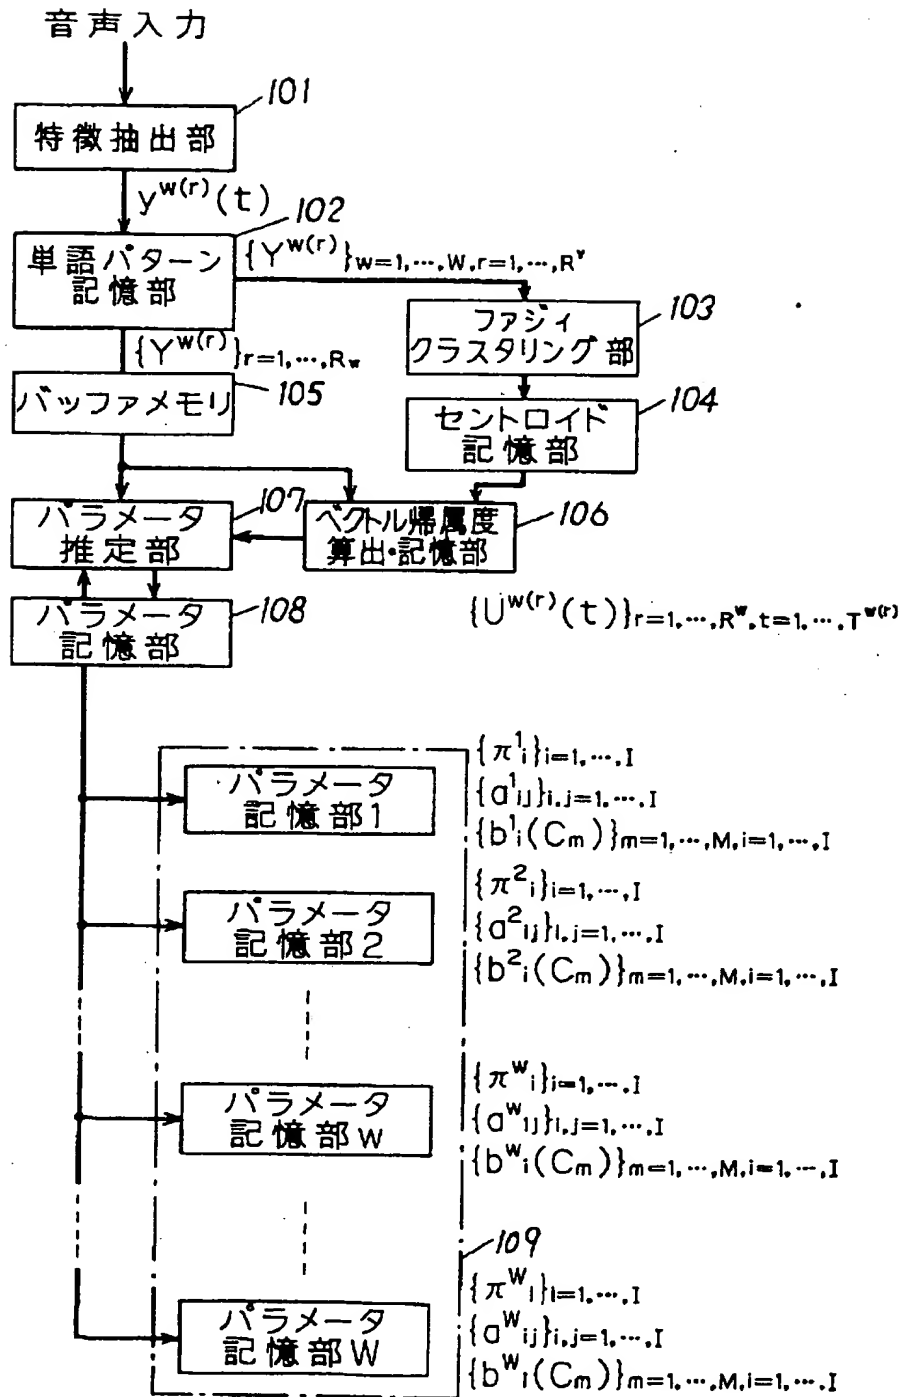 音声入力
101
特徴抽出部
y^{w(r)}(t)
102
単語パターン
記憶部
{Y^{w(r)}}_{w=1,…,W,r=1,…,R^w}
103
ファジィ
クラスタリング部
{Y^{w(r)}}_{r=1,…,R_w}
105
バッファメモリ
104
セントロイド
記憶部
107
パラメータ
推定部
106
ベクトル帰属度
算出・記憶部
108
パラメータ
記憶部
{U^{w(r)}(t)}_{r=1,…,R^w,t=1,…,T^{w(r)}}
パラメータ
記憶部1
{π^1_i}_{i=1,…,I}
{a^1_{ij}}_{i,j=1,…,I}
{b^1_i(C_m)}_{m=1,…,M,i=1,…,I}
パラメータ
記憶部2
{π^2_i}_{i=1,…,I}
{a^2_{ij}}_{i,j=1,…,I}
{b^2_i(C_m)}_{m=1,…,M,i=1,…,I}
パラメータ
記憶部w
{π^w_i}_{i=1,…,I}
{a^w_{ij}}_{i,j=1,…,I}
{b^w_i(C_m)}_{m=1,…,M,i=1,…,I}
109
パラメータ
記憶部W
{π^W_i}_{i=1,…,I}
{a^W_{ij}}_{i,j=1,…,I}
{b^W_i(C_m)}_{m=1,…,M,i=1,…,I}